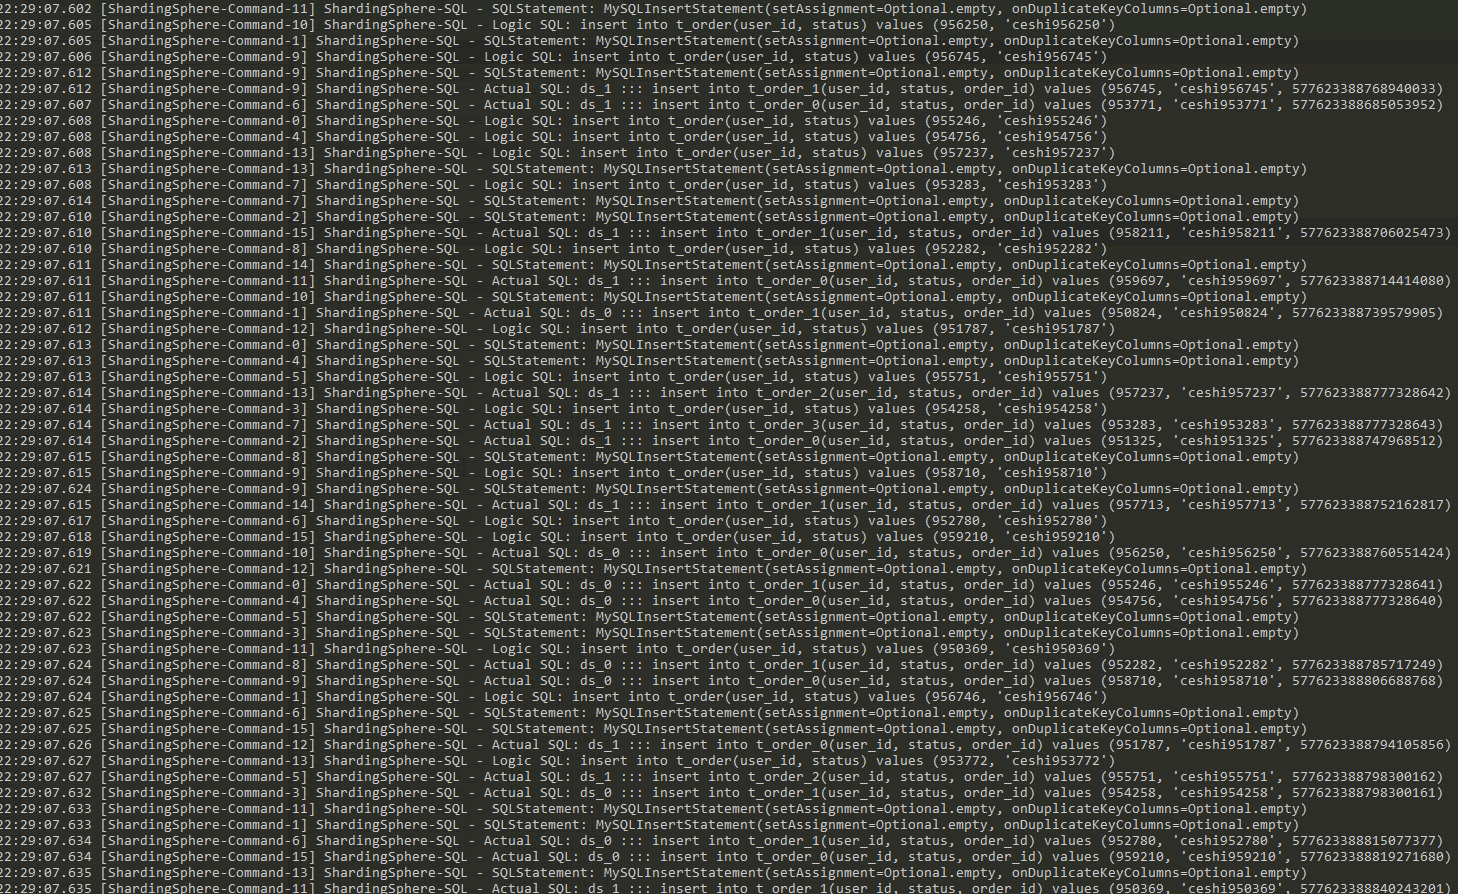 22:29:07.602 [ShardingSphere-Command-11] ShardingSphere-SQL - SQLStatement: MySQLInsertStatement(setAssignment=Optional.empty, onDuplicateKeyColumns=Optional.empty)
22:29:07.605 [ShardingSphere-Command-10] ShardingSphere-SQL - Logic SQL: insert into t_order(user_id, status) values (956250, 'ceshi956250')
22:29:07.605 [ShardingSphere-Command-1] ShardingSphere-SQL - SQLStatement: MySQLInsertStatement(setAssignment=Optional.empty, onDuplicateKeyColumns=Optional.empty)
22:29:07.606 [ShardingSphere-Command-9] ShardingSphere-SQL - Logic SQL: insert into t_order(user_id, status) values (956745, 'ceshi956745')
22:29:07.612 [ShardingSphere-Command-9] ShardingSphere-SQL - SQLStatement: MySQLInsertStatement(setAssignment=Optional.empty, onDuplicateKeyColumns=Optional.empty)
22:29:07.612 [ShardingSphere-Command-9] ShardingSphere-SQL - Actual SQL: ds_1 ::: insert into t_order_1(user_id, status, order_id) values (956745, 'ceshi956745', 577623388768940033)
22:29:07.607 [ShardingSphere-Command-6] ShardingSphere-SQL - Actual SQL: ds_1 ::: insert into t_order_0(user_id, status, order_id) values (953771, 'ceshi953771', 577623388685053952)
22:29:07.608 [ShardingSphere-Command-0] ShardingSphere-SQL - Logic SQL: insert into t_order(user_id, status) values (955246, 'ceshi955246')
22:29:07.608 [ShardingSphere-Command-4] ShardingSphere-SQL - Logic SQL: insert into t_order(user_id, status) values (954756, 'ceshi954756')
22:29:07.608 [ShardingSphere-Command-13] ShardingSphere-SQL - Logic SQL: insert into t_order(user_id, status) values (957237, 'ceshi957237')
22:29:07.613 [ShardingSphere-Command-13] ShardingSphere-SQL - SQLStatement: MySQLInsertStatement(setAssignment=Optional.empty, onDuplicateKeyColumns=Optional.empty)
22:29:07.608 [ShardingSphere-Command-7] ShardingSphere-SQL - Logic SQL: insert into t_order(user_id, status) values (953283, 'ceshi953283')
22:29:07.614 [ShardingSphere-Command-7] ShardingSphere-SQL - SQLStatement: MySQLInsertStatement(setAssignment=Optional.empty, onDuplicateKeyColumns=Optional.empty)
22:29:07.610 [ShardingSphere-Command-2] ShardingSphere-SQL - SQLStatement: MySQLInsertStatement(setAssignment=Optional.empty, onDuplicateKeyColumns=Optional.empty)
22:29:07.610 [ShardingSphere-Command-15] ShardingSphere-SQL - Actual SQL: ds_1 ::: insert into t_order_1(user_id, status, order_id) values (958211, 'ceshi958211', 577623388706025473)
22:29:07.610 [ShardingSphere-Command-8] ShardingSphere-SQL - Logic SQL: insert into t_order(user_id, status) values (952282, 'ceshi952282')
22:29:07.611 [ShardingSphere-Command-14] ShardingSphere-SQL - SQLStatement: MySQLInsertStatement(setAssignment=Optional.empty, onDuplicateKeyColumns=Optional.empty)
22:29:07.611 [ShardingSphere-Command-11] ShardingSphere-SQL - Actual SQL: ds_1 ::: insert into t_order_0(user_id, status, order_id) values (959697, 'ceshi959697', 577623388714414080)
22:29:07.611 [ShardingSphere-Command-10] ShardingSphere-SQL - SQLStatement: MySQLInsertStatement(setAssignment=Optional.empty, onDuplicateKeyColumns=Optional.empty)
22:29:07.611 [ShardingSphere-Command-1] ShardingSphere-SQL - Actual SQL: ds_0 ::: insert into t_order_1(user_id, status, order_id) values (950824, 'ceshi950824', 577623388739579905)
22:29:07.612 [ShardingSphere-Command-12] ShardingSphere-SQL - Logic SQL: insert into t_order(user_id, status) values (951787, 'ceshi951787')
22:29:07.613 [ShardingSphere-Command-0] ShardingSphere-SQL - SQLStatement: MySQLInsertStatement(setAssignment=Optional.empty, onDuplicateKeyColumns=Optional.empty)
22:29:07.613 [ShardingSphere-Command-4] ShardingSphere-SQL - SQLStatement: MySQLInsertStatement(setAssignment=Optional.empty, onDuplicateKeyColumns=Optional.empty)
22:29:07.613 [ShardingSphere-Command-5] ShardingSphere-SQL - Logic SQL: insert into t_order(user_id, status) values (955751, 'ceshi955751')
22:29:07.614 [ShardingSphere-Command-13] ShardingSphere-SQL - Actual SQL: ds_1 ::: insert into t_order_2(user_id, status, order_id) values (957237, 'ceshi957237', 577623388777328642)
22:29:07.614 [ShardingSphere-Command-3] ShardingSphere-SQL - Logic SQL: insert into t_order(user_id, status) values (954258, 'ceshi954258')
22:29:07.614 [ShardingSphere-Command-7] ShardingSphere-SQL - Actual SQL: ds_1 ::: insert into t_order_3(user_id, status, order_id) values (953283, 'ceshi953283', 577623388777328643)
22:29:07.614 [ShardingSphere-Command-2] ShardingSphere-SQL - Actual SQL: ds_1 ::: insert into t_order_0(user_id, status, order_id) values (951325, 'ceshi951325', 577623388747968512)
22:29:07.615 [ShardingSphere-Command-8] ShardingSphere-SQL - SQLStatement: MySQLInsertStatement(setAssignment=Optional.empty, onDuplicateKeyColumns=Optional.empty)
22:29:07.615 [ShardingSphere-Command-9] ShardingSphere-SQL - Logic SQL: insert into t_order(user_id, status) values (958710, 'ceshi958710')
22:29:07.624 [ShardingSphere-Command-9] ShardingSphere-SQL - SQLStatement: MySQLInsertStatement(setAssignment=Optional.empty, onDuplicateKeyColumns=Optional.empty)
22:29:07.615 [ShardingSphere-Command-14] ShardingSphere-SQL - Actual SQL: ds_1 ::: insert into t_order_1(user_id, status, order_id) values (957713, 'ceshi957713', 577623388752162817)
22:29:07.617 [ShardingSphere-Command-6] ShardingSphere-SQL - Logic SQL: insert into t_order(user_id, status) values (952780, 'ceshi952780')
22:29:07.618 [ShardingSphere-Command-15] ShardingSphere-SQL - Logic SQL: insert into t_order(user_id, status) values (959210, 'ceshi959210')
22:29:07.619 [ShardingSphere-Command-10] ShardingSphere-SQL - Actual SQL: ds_0 ::: insert into t_order_0(user_id, status, order_id) values (956250, 'ceshi956250', 577623388760551424)
22:29:07.621 [ShardingSphere-Command-12] ShardingSphere-SQL - SQLStatement: MySQLInsertStatement(setAssignment=Optional.empty, onDuplicateKeyColumns=Optional.empty)
22:29:07.622 [ShardingSphere-Command-0] ShardingSphere-SQL - Actual SQL: ds_0 ::: insert into t_order_1(user_id, status, order_id) values (955246, 'ceshi955246', 577623388777328641)
22:29:07.622 [ShardingSphere-Command-4] ShardingSphere-SQL - Actual SQL: ds_0 ::: insert into t_order_0(user_id, status, order_id) values (954756, 'ceshi954756', 577623388777328640)
22:29:07.622 [ShardingSphere-Command-5] ShardingSphere-SQL - SQLStatement: MySQLInsertStatement(setAssignment=Optional.empty, onDuplicateKeyColumns=Optional.empty)
22:29:07.623 [ShardingSphere-Command-3] ShardingSphere-SQL - SQLStatement: MySQLInsertStatement(setAssignment=Optional.empty, onDuplicateKeyColumns=Optional.empty)
22:29:07.623 [ShardingSphere-Command-11] ShardingSphere-SQL - Logic SQL: insert into t_order(user_id, status) values (950369, 'ceshi950369')
22:29:07.624 [ShardingSphere-Command-8] ShardingSphere-SQL - Actual SQL: ds_0 ::: insert into t_order_1(user_id, status, order_id) values (952282, 'ceshi952282', 577623388785717249)
22:29:07.624 [ShardingSphere-Command-9] ShardingSphere-SQL - Actual SQL: ds_0 ::: insert into t_order_0(user_id, status, order_id) values (958710, 'ceshi958710', 577623388806688768)
22:29:07.624 [ShardingSphere-Command-1] ShardingSphere-SQL - Logic SQL: insert into t_order(user_id, status) values (956746, 'ceshi956746')
22:29:07.625 [ShardingSphere-Command-6] ShardingSphere-SQL - SQLStatement: MySQLInsertStatement(setAssignment=Optional.empty, onDuplicateKeyColumns=Optional.empty)
22:29:07.625 [ShardingSphere-Command-15] ShardingSphere-SQL - SQLStatement: MySQLInsertStatement(setAssignment=Optional.empty, onDuplicateKeyColumns=Optional.empty)
22:29:07.626 [ShardingSphere-Command-12] ShardingSphere-SQL - Actual SQL: ds_1 ::: insert into t_order_0(user_id, status, order_id) values (951787, 'ceshi951787', 577623388794105856)
22:29:07.627 [ShardingSphere-Command-13] ShardingSphere-SQL - Logic SQL: insert into t_order(user_id, status) values (953772, 'ceshi953772')
22:29:07.627 [ShardingSphere-Command-5] ShardingSphere-SQL - Actual SQL: ds_1 ::: insert into t_order_2(user_id, status, order_id) values (955751, 'ceshi955751', 577623388798300162)
22:29:07.632 [ShardingSphere-Command-3] ShardingSphere-SQL - Actual SQL: ds_0 ::: insert into t_order_1(user_id, status, order_id) values (954258, 'ceshi954258', 577623388798300161)
22:29:07.633 [ShardingSphere-Command-11] ShardingSphere-SQL - SQLStatement: MySQLInsertStatement(setAssignment=Optional.empty, onDuplicateKeyColumns=Optional.empty)
22:29:07.633 [ShardingSphere-Command-1] ShardingSphere-SQL - SQLStatement: MySQLInsertStatement(setAssignment=Optional.empty, onDuplicateKeyColumns=Optional.empty)
22:29:07.634 [ShardingSphere-Command-6] ShardingSphere-SQL - Actual SQL: ds_0 ::: insert into t_order_1(user_id, status, order_id) values (952780, 'ceshi952780', 577623388815077377)
22:29:07.634 [ShardingSphere-Command-15] ShardingSphere-SQL - Actual SQL: ds_0 ::: insert into t_order_0(user_id, status, order_id) values (959210, 'ceshi959210', 577623388819271680)
22:29:07.635 [ShardingSphere-Command-13] ShardingSphere-SQL - SQLStatement: MySQLInsertStatement(setAssignment=Optional.empty, onDuplicateKeyColumns=Optional.empty)
22:29:07.635 [ShardingSphere-Command-11] ShardingSphere-SQL - Actual SQL: ds_1 ::: insert into t_order_1(user_id, status, order_id) values (950369, 'ceshi950369', 577623388840243201)